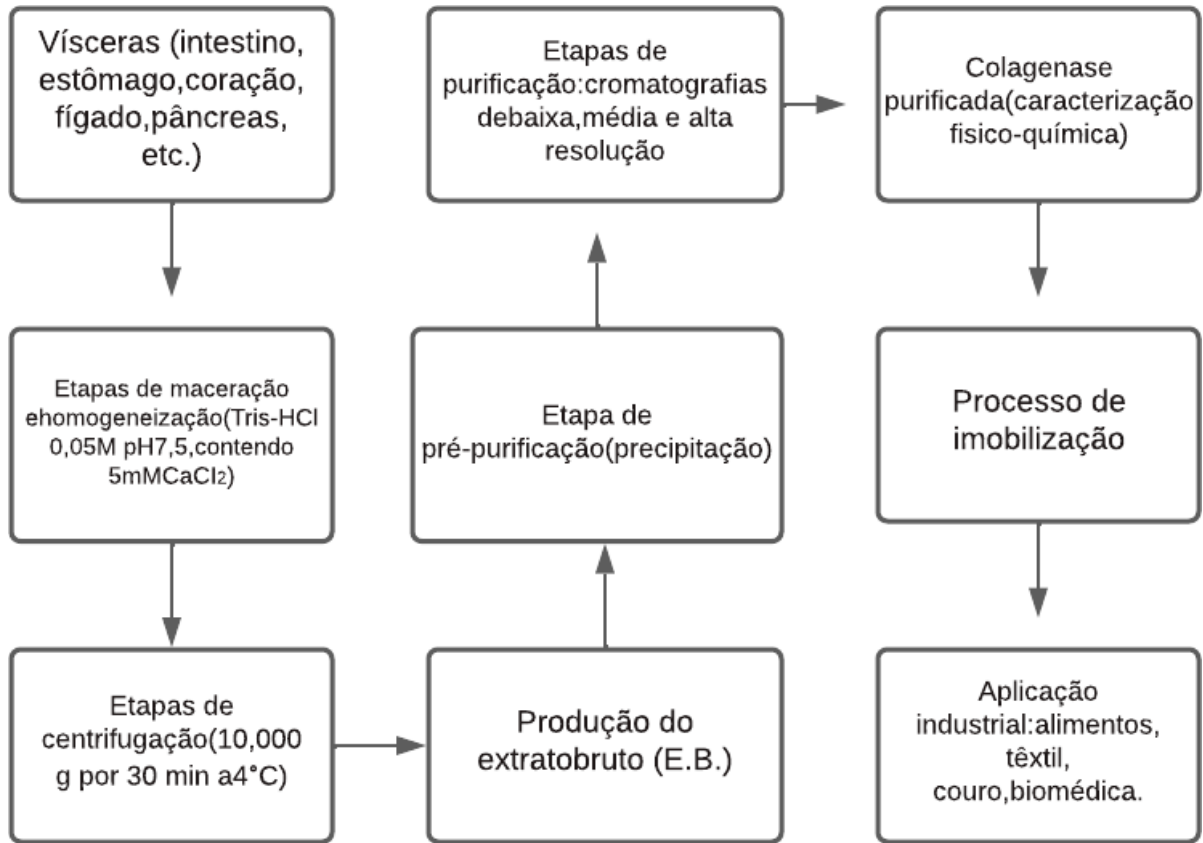 Vísceras (intestino,
estômago,coração,
fígado,pâncreas,
etc.)
Etapas de maceração
ehomogeneização(Tris-HCl
0,05M pH7,5,contendo
5mMCaCl₂)
Etapas de
centrifugação(10,000
g por 30 min a4°C)
Produção do
extratobruto (E.B.)
Etapa de
pré-purificação(precipitação)
Etapas de
purificação:cromatografias
debaixa,média e alta
resolução
Colagenase
purificada(caracterização
fisico-química)
Processo de
imobilização
Aplicação
industrial:alimentos,
têxtil,
couro,biomédica.